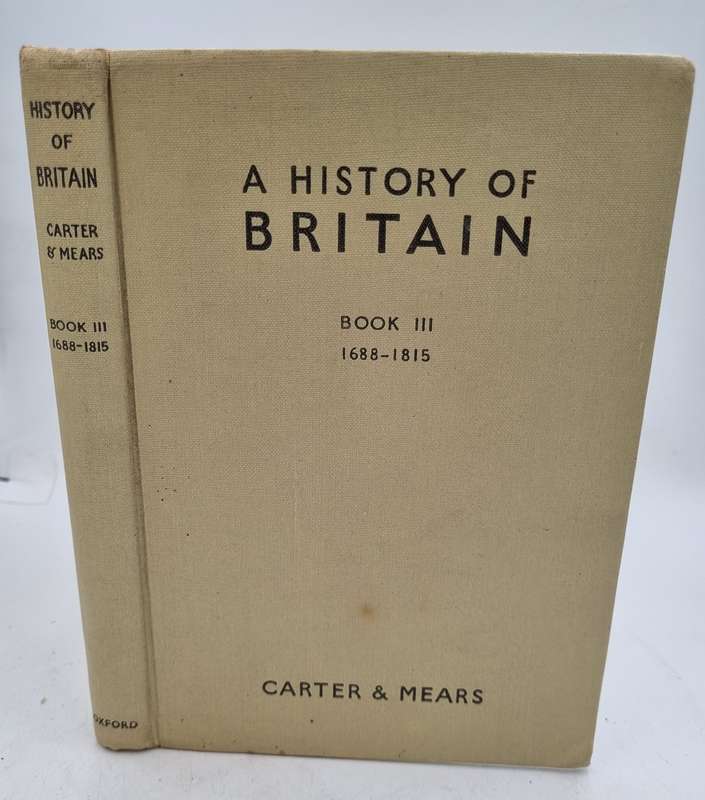 HISTORY
OF
BRITAIN
CARTER
& MEARS
BOOK III
1688-1815
OXFORD
A HISTORY OF
BRITAIN
BOOK III
1688-1815
CARTER & MEARS